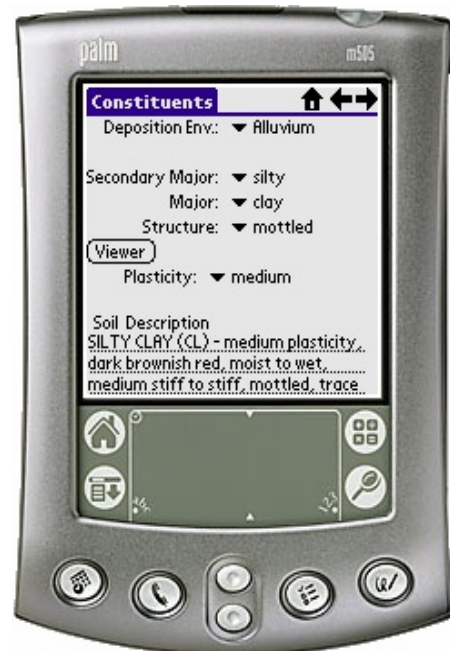 palm m505
Constituents
Deposition Env.: Alluvium
Secondary Major: silty
Major: clay
Structure: mottled
Viewer
Plasticity: medium
Soil Description
SILTY CLAY (CL) - medium plasticity,
dark brownish red, moist to wet,
medium stiff to stiff, mottled, trace
abc 123